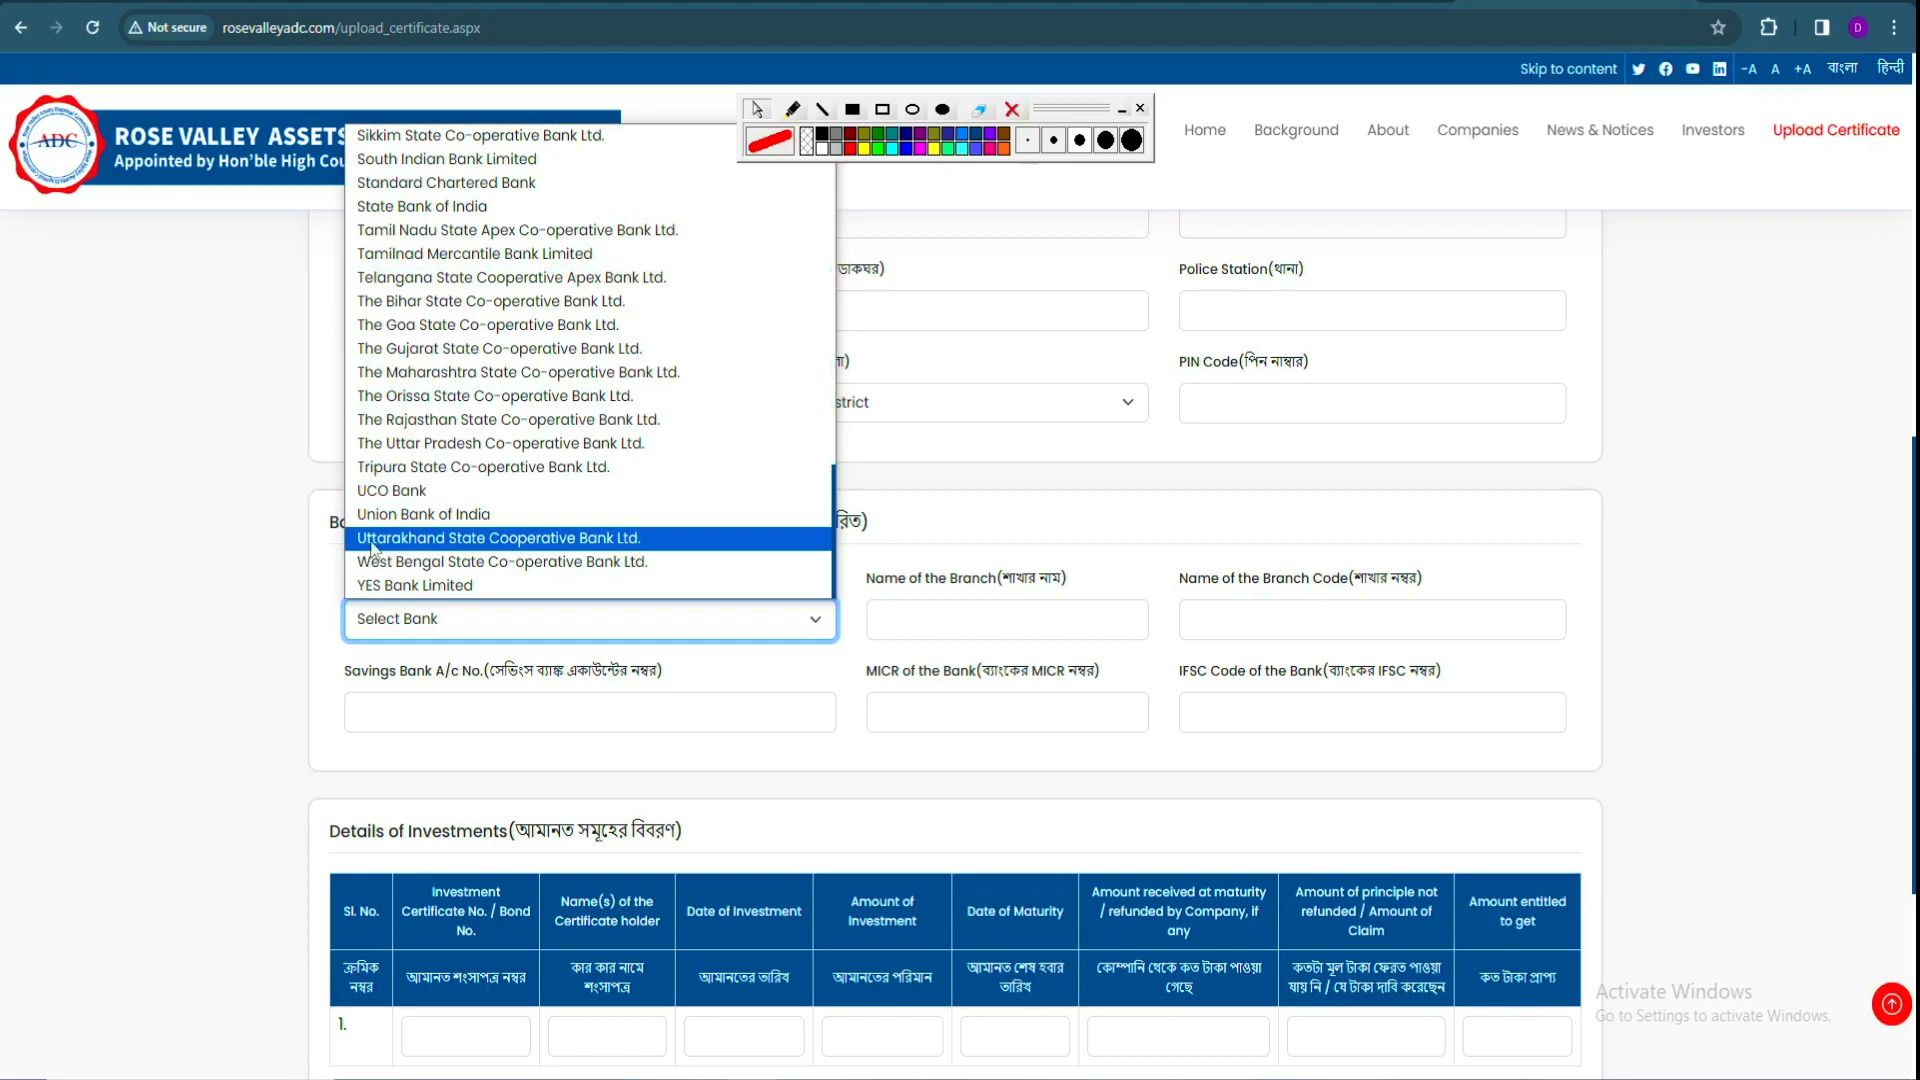 Not secure
rosevalleyadc.com/upload_certificate.aspx
D
Skip to content
-A A +A বাংলা हिन्दी
ADC
ROSE VALLEY ASSETS
Appointed by Hon'ble High Cou
Home Background About Companies News & Notices Investors Upload Certificate
Sikkim State Co-operative Bank Ltd.
South Indian Bank Limited
Standard Chartered Bank
State Bank of India
Tamil Nadu State Apex Co-operative Bank Ltd.
Tamilnad Mercantile Bank Limited
Telangana State Cooperative Apex Bank Ltd.
The Bihar State Co-operative Bank Ltd.
The Goa State Co-operative Bank Ltd.
The Gujarat State Co-operative Bank Ltd.
The Maharashtra State Co-operative Bank Ltd.
The Orissa State Co-operative Bank Ltd.
The Rajasthan State Co-operative Bank Ltd.
The Uttar Pradesh Co-operative Bank Ltd.
Tripura State Co-operative Bank Ltd.
UCO Bank
Union Bank of India
Uttarakhand State Cooperative Bank Ltd.
West Bengal State Co-operative Bank Ltd.
YES Bank Limited
Select Bank
ডাকঘর)
Police Station(থানা)
PIN Code(পিন নাম্বার)
strict
Name of the Branch(শাখার নাম)
Name of the Branch Code(শাখার নম্বর)
Savings Bank A/c No.(সেভিংস ব্যাঙ্ক একাউন্টের নম্বর)
MICR of the Bank(ব্যাংকের MICR নম্বর)
IFSC Code of the Bank(ব্যাংকের IFSC নম্বর)
Details of Investments(আমানত সমূহের বিবরণ)
Sl. No.
Investment
Certificate No. / Bond
No.
Name(s) of the
Certificate holder
Date of Investment
Amount of
Investment
Date of Maturity
Amount received at maturity
/ refunded by Company, if
any
Amount of principle not
refunded / Amount of
Claim
Amount entitled
to get
ক্রমিক
নম্বর
আমানত শংসাপত্র নম্বর
কার কার নামে
শংসাপত্র
আমানতের তারিখ
আমানতের পরিমান
আমানত শেষ হবার
তারিখ
কোম্পানি থেকে কত টাকা পাওয়া
গেছে
কতটা মূল টাকা ফেরত পাওয়া
যায় নি / যে টাকা দাবি করেছেন
কত টাকা প্রাপ্য
1.
Activate Windows
Go to Settings to activate Windows.